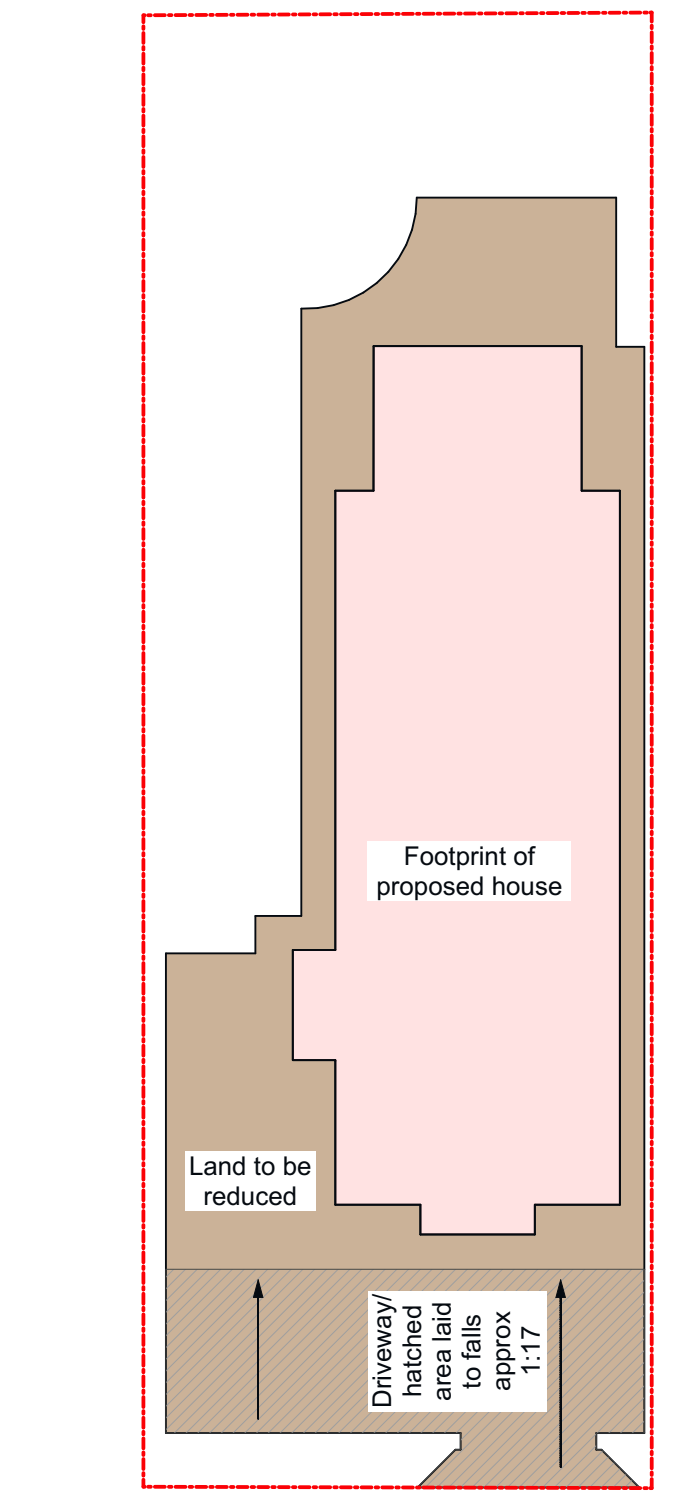 Footprint of
proposed house
Land to be
reduced
Driveway/
hatched
area laid
to falls
approx
1:17